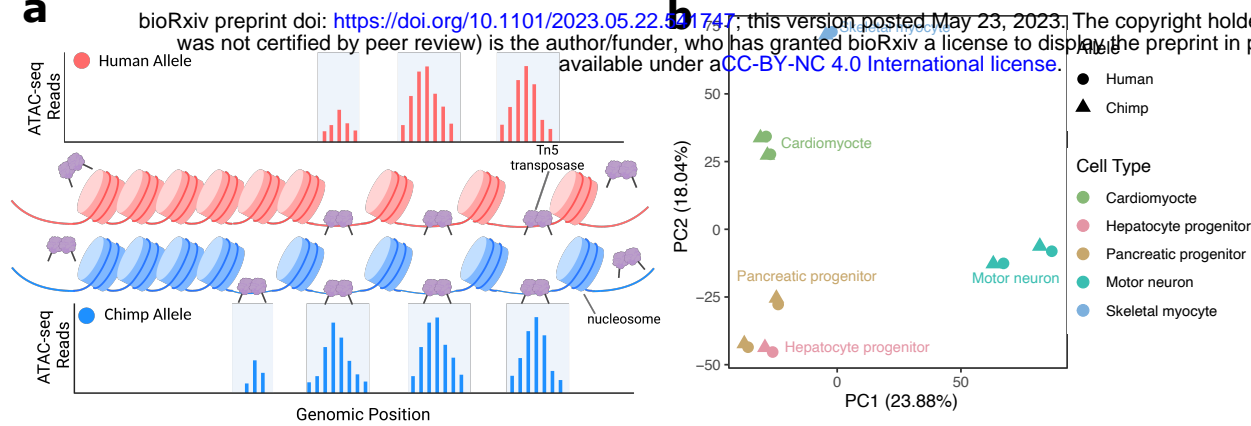 a
bioRxiv preprint doi: https://doi.org/10.1101/2023.05.22.541747; this version posted May 23, 2023. The copyright holde
was not certified by peer review) is the author/funder, who has granted bioRxiv a license to display the preprint in p
available under aCC-BY-NC 4.0 International license.
Human Allele
ATAC-seq
Reads
Tn5
transposase
Chimp Allele
ATAC-seq
Reads
nucleosome
Genomic Position
b
75
50
25
0
−25
−50
PC2 (18.04%)
Skeletal myocyte
Cardiomyocte
Pancreatic progenitor
Motor neuron
Hepatocyte progenitor
0
50
PC1 (23.88%)
Allele
Human
Chimp
Cell Type
Cardiomyocte
Hepatocyte progenitor
Pancreatic progenitor
Motor neuron
Skeletal myocyte